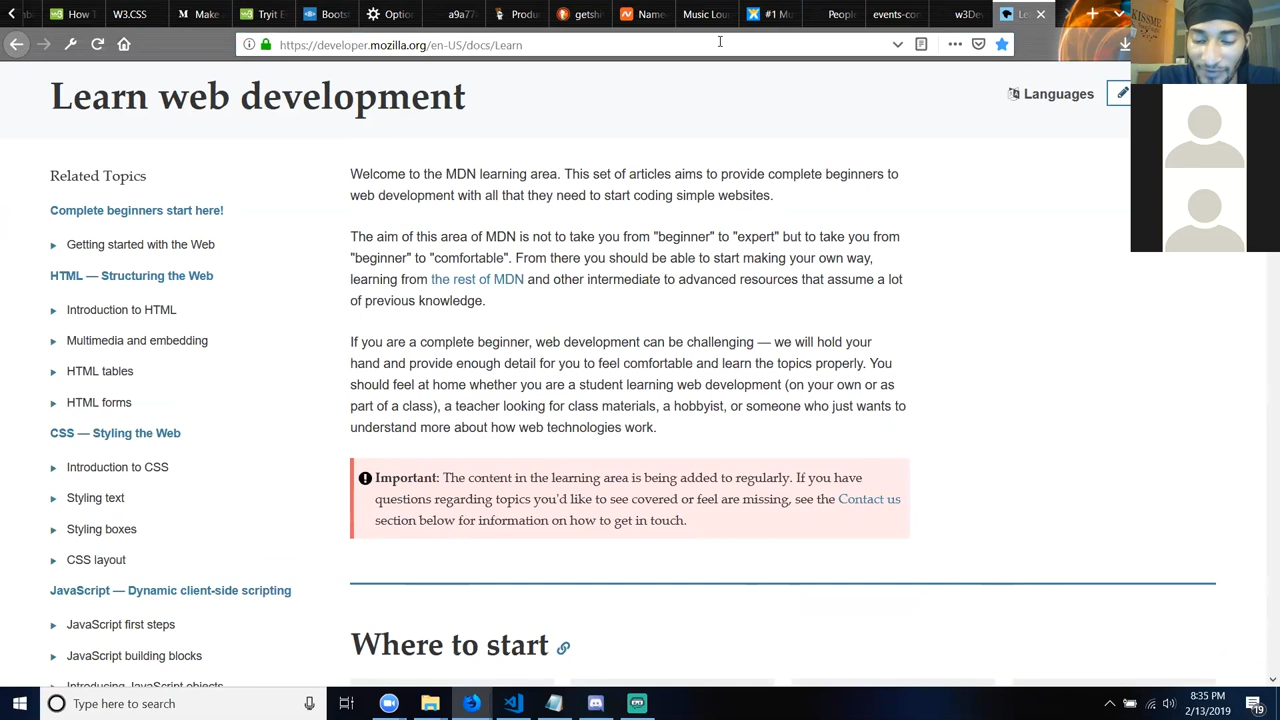 How T
W3.CSS
Make
Tryit E
Bootst
Option
a9a77
Produ
getsh
Name
Music Lou
#1 Mu
People
events-con
w3Dev
Le
https://developer.mozilla.org/en-US/docs/Learn
KISSME
Learn web development
Languages
Related Topics
Complete beginners start here!
Getting started with the Web
HTML — Structuring the Web
Introduction to HTML
Multimedia and embedding
HTML tables
HTML forms
CSS — Styling the Web
Introduction to CSS
Styling text
Styling boxes
CSS layout
JavaScript — Dynamic client-side scripting
JavaScript first steps
JavaScript building blocks
Introducing JavaScript objects
Welcome to the MDN learning area. This set of articles aims to provide complete beginners to
web development with all that they need to start coding simple websites.
The aim of this area of MDN is not to take you from "beginner" to "expert" but to take you from
"beginner" to "comfortable". From there you should be able to start making your own way,
learning from the rest of MDN and other intermediate to advanced resources that assume a lot
of previous knowledge.
If you are a complete beginner, web development can be challenging — we will hold your
hand and provide enough detail for you to feel comfortable and learn the topics properly. You
should feel at home whether you are a student learning web development (on your own or as
part of a class), a teacher looking for class materials, a hobbyist, or someone who just wants to
understand more about how web technologies work.
Important: The content in the learning area is being added to regularly. If you have
questions regarding topics you'd like to see covered or feel are missing, see the Contact us
section below for information on how to get in touch.
Where to start
Type here to search
8:35 PM
2/13/2019
19